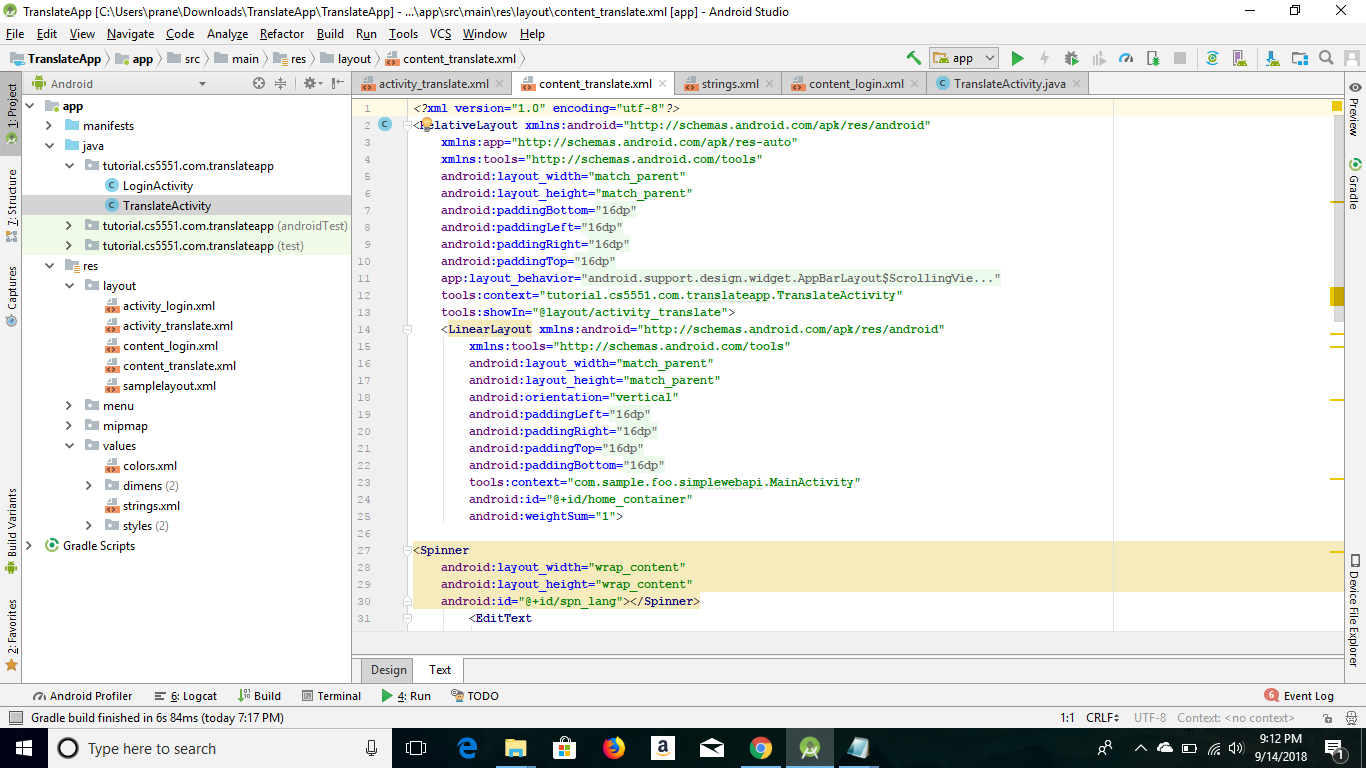 TranslateApp [C:\Users\prane\Downloads\TranslateApp\TranslateApp] - ...\app\src\main\res\layout\content_translate.xml [app] - Android Studio
File Edit View Navigate Code Analyze Refactor Build Run Tools VCS Window Help
TranslateApp app src main res layout content_translate.xml app
Android
activity_translate.xml content_translate.xml strings.xml content_login.xml TranslateActivity.java
1: Project
7: Structure
Captures
Build Variants
2: Favorites
app
manifests
java
tutorial.cs5551.com.translateapp
LoginActivity
TranslateActivity
tutorial.cs5551.com.translateapp (androidTest)
tutorial.cs5551.com.translateapp (test)
res
layout
activity_login.xml
activity_translate.xml
content_login.xml
content_translate.xml
samplelayout.xml
menu
mipmap
values
colors.xml
dimens (2)
strings.xml
styles (2)
Gradle Scripts
1 <?xml version="1.0" encoding="utf-8"?>
2 <RelativeLayout xmlns:android="http://schemas.android.com/apk/res/android"
3 xmlns:app="http://schemas.android.com/apk/res-auto"
4 xmlns:tools="http://schemas.android.com/tools"
5 android:layout_width="match_parent"
6 android:layout_height="match_parent"
7 android:paddingBottom="16dp"
8 android:paddingLeft="16dp"
9 android:paddingRight="16dp"
10 android:paddingTop="16dp"
11 app:layout_behavior="android.support.design.widget.AppBarLayout$ScrollingVie..."
12 tools:context="tutorial.cs5551.com.translateapp.TranslateActivity"
13 tools:showIn="@layout/activity_translate">
14 <LinearLayout xmlns:android="http://schemas.android.com/apk/res/android"
15 xmlns:tools="http://schemas.android.com/tools"
16 android:layout_width="match_parent"
17 android:layout_height="match_parent"
18 android:orientation="vertical"
19 android:paddingLeft="16dp"
20 android:paddingRight="16dp"
21 android:paddingTop="16dp"
22 android:paddingBottom="16dp"
23 tools:context="com.sample.foo.simplewebapi.MainActivity"
24 android:id="@+id/home_container"
25 android:weightSum="1">
26
27 <Spinner
28 android:layout_width="wrap_content"
29 android:layout_height="wrap_content"
30 android:id="@+id/spn_lang"></Spinner>
31 <EditText
Preview
Gradle
Device File Explorer
Design Text
Android Profiler 6: Logcat Build Terminal 4: Run TODO 6 Event Log
Gradle build finished in 6s 84ms (today 7:17 PM) 1:1 CRLF UTF-8 Context: <no context>
Type here to search
9:12 PM
9/14/2018
1